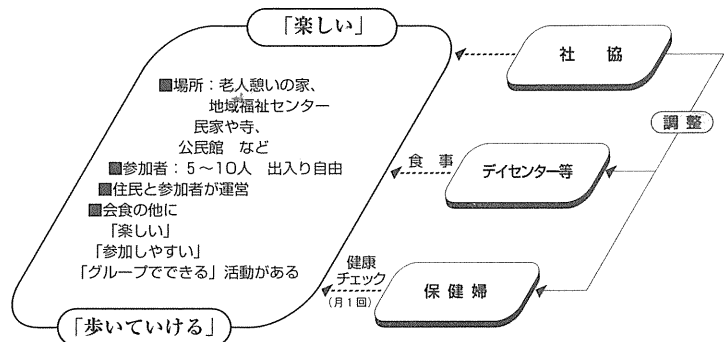 「楽しい」
■場所：老人憩いの家、
地域福祉センター
民家や寺、
公民館　など
■参加者：５～10人　出入り自由
■住民と参加者が運営
■会食の他に
「楽しい」
「参加しやすい」
「グループでできる」活動がある
「歩いていける」
社　協
調整
食　事
デイセンター等
健康
チェック
（月１回）
保健婦